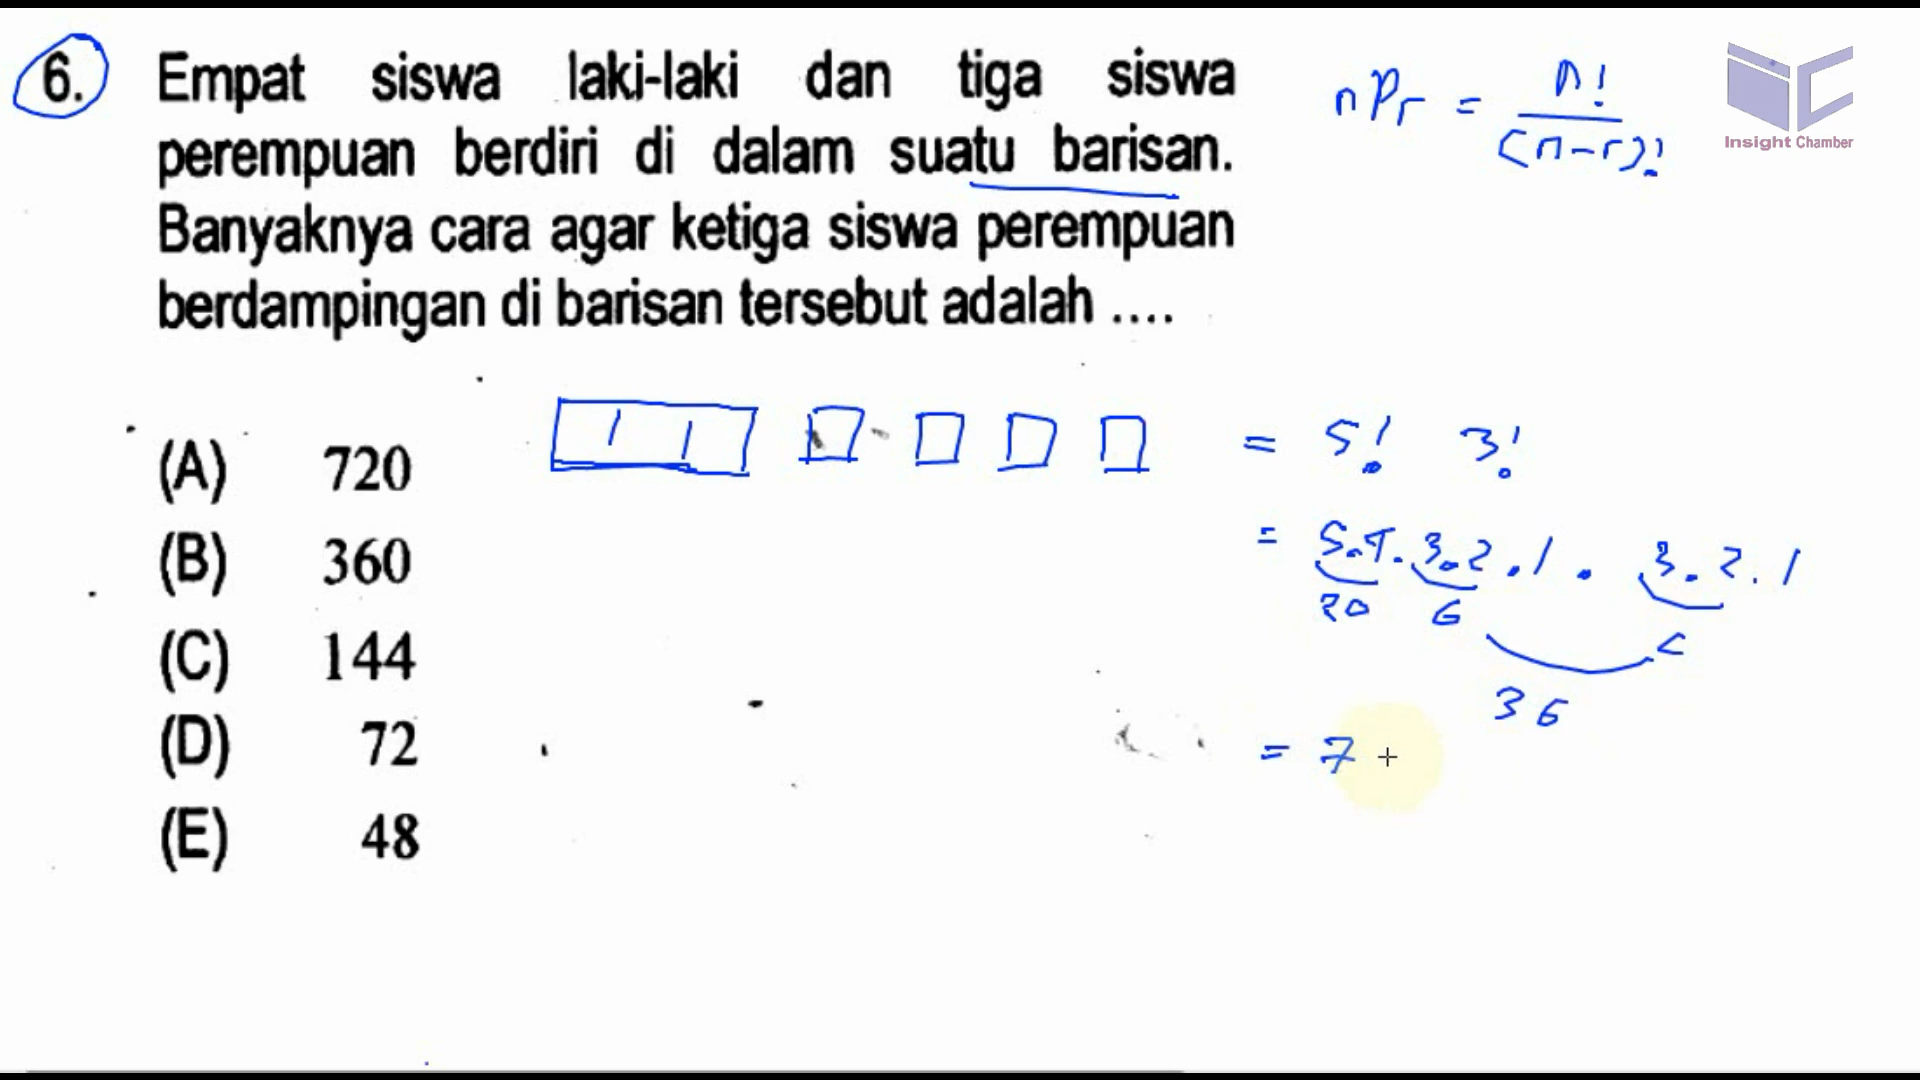 6. Empat siswa laki-laki dan tiga siswa
perempuan berdiri di dalam suatu barisan.
Banyaknya cara agar ketiga siswa perempuan
berdampingan di barisan tersebut adalah ....
nPr = n! / (n-r)!
Insight Chamber
(A) 720
(B) 360
(C) 144
(D) 72
(E) 48
= 5! 3!
= 5.4.3.2.1.3.2.1
20 6
36
= 7